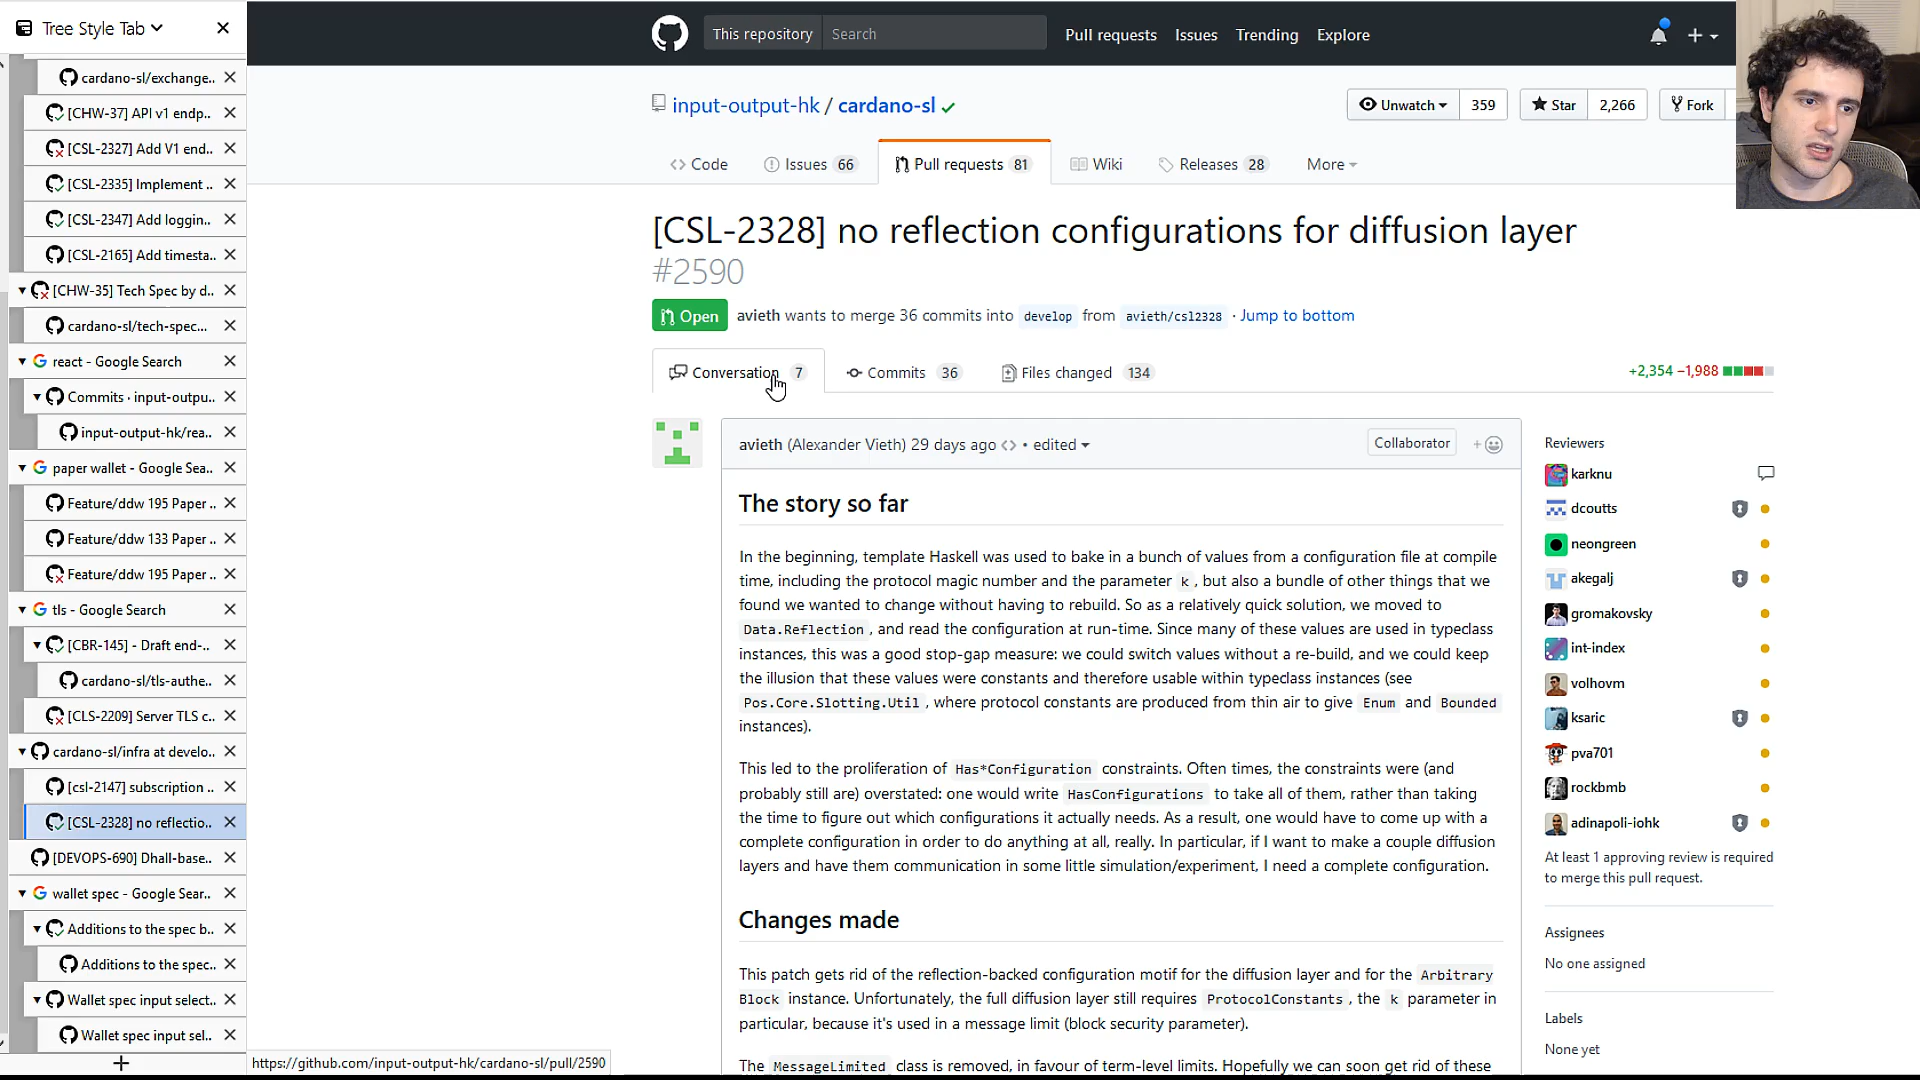 Tree Style Tab
cardano-sl/exchange..
[CHW-37] API v1 endp..
[CSL-2327] Add V1 end..
[CSL-2335] Implement ..
[CSL-2347] Add loggin..
[CSL-2165] Add timesta..
[CHW-35] Tech Spec by d..
cardano-sl/tech-spec...
react - Google Search
Commits · input-outpu..
input-output-hk/rea..
paper wallet - Google Sea..
Feature/ddw 195 Paper ..
Feature/ddw 133 Paper ..
Feature/ddw 195 Paper ..
tls - Google Search
[CBR-145] - Draft end-..
cardano-sl/tls-authe..
[CLS-2209] Server TLS c..
cardano-sl/infra at develo..
[csl-2147] subscription ..
[CSL-2328] no reflectio..
[DEVOPS-690] Dhall-base..
wallet spec - Google Sear..
Additions to the spec b..
Additions to the spec..
Wallet spec input select..
Wallet spec input sel..
This repository Search Pull requests Issues Trending Explore
input-output-hk / cardano-sl
Unwatch 359 Star 2,266 Fork
Code Issues 66 Pull requests 81 Wiki Releases 28 More
[CSL-2328] no reflection configurations for diffusion layer
#2590
Open avieth wants to merge 36 commits into develop from avieth/csl2328 · Jump to bottom
Conversation 7 Commits 36 Files changed 134 +2,354 −1,988
avieth (Alexander Vieth) 29 days ago • edited Collaborator
The story so far
In the beginning, template Haskell was used to bake in a bunch of values from a configuration file at compile
time, including the protocol magic number and the parameter k , but also a bundle of other things that we
found we wanted to change without having to rebuild. So as a relatively quick solution, we moved to
Data.Reflection , and read the configuration at run-time. Since many of these values are used in typeclass
instances, this was a good stop-gap measure: we could switch values without a re-build, and we could keep
the illusion that these values were constants and therefore usable within typeclass instances (see
Pos.Core.Slotting.Util , where protocol constants are produced from thin air to give Enum and Bounded
instances).
This led to the proliferation of Has*Configuration constraints. Often times, the constraints were (and
probably still are) overstated: one would write HasConfigurations to take all of them, rather than taking
the time to figure out which configurations it actually needs. As a result, one would have to come up with a
complete configuration in order to do anything at all, really. In particular, if I want to make a couple diffusion
layers and have them communication in some little simulation/experiment, I need a complete configuration.
Changes made
This patch gets rid of the reflection-backed configuration motif for the diffusion layer and for the Arbitrary
Block instance. Unfortunately, the full diffusion layer still requires ProtocolConstants , the k parameter in
particular, because it's used in a message limit (block security parameter).
The MessageLimited class is removed, in favour of term-level limits. Hopefully we can soon get rid of these
Reviewers
karknu
dcoutts
neongreen
akegalj
gromakovsky
int-index
volhovm
ksaric
pva701
rockbmb
adinapoli-iohk
At least 1 approving review is required
to merge this pull request.
Assignees
No one assigned
Labels
None yet
https://github.com/input-output-hk/cardano-sl/pull/2590